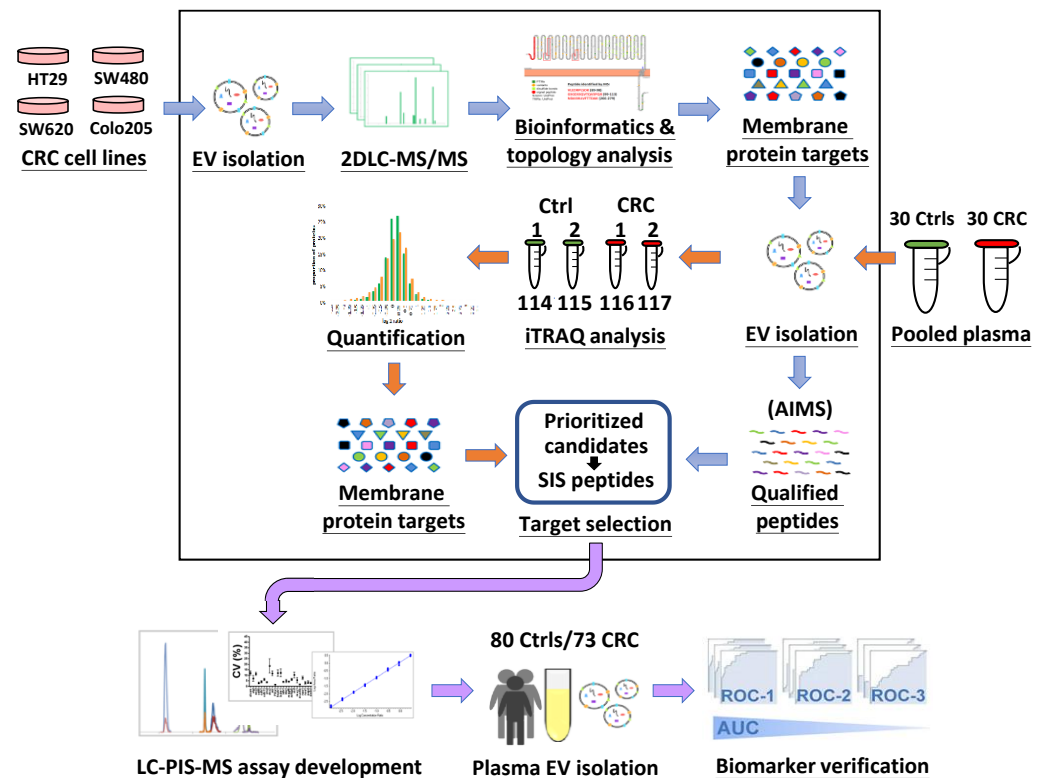 HT29 SW480
SW620 Colo205
CRC cell lines
EV isolation
2DLC-MS/MS
Bioinformatics &
topology analysis
Membrane
protein targets
30 Ctrls 30 CRC
Pooled plasma
EV isolation
Ctrl CRC
1 2 1 2
114 115 116 117
iTRAQ analysis
Quantification
Membrane
protein targets
(AIMS)
Qualified
peptides
Prioritized
candidates
SIS peptides
Target selection
CV (%)
LC-PIS-MS assay development
80 Ctrls/73 CRC
Plasma EV isolation
ROC-1 ROC-2 ROC-3
AUC
Biomarker verification